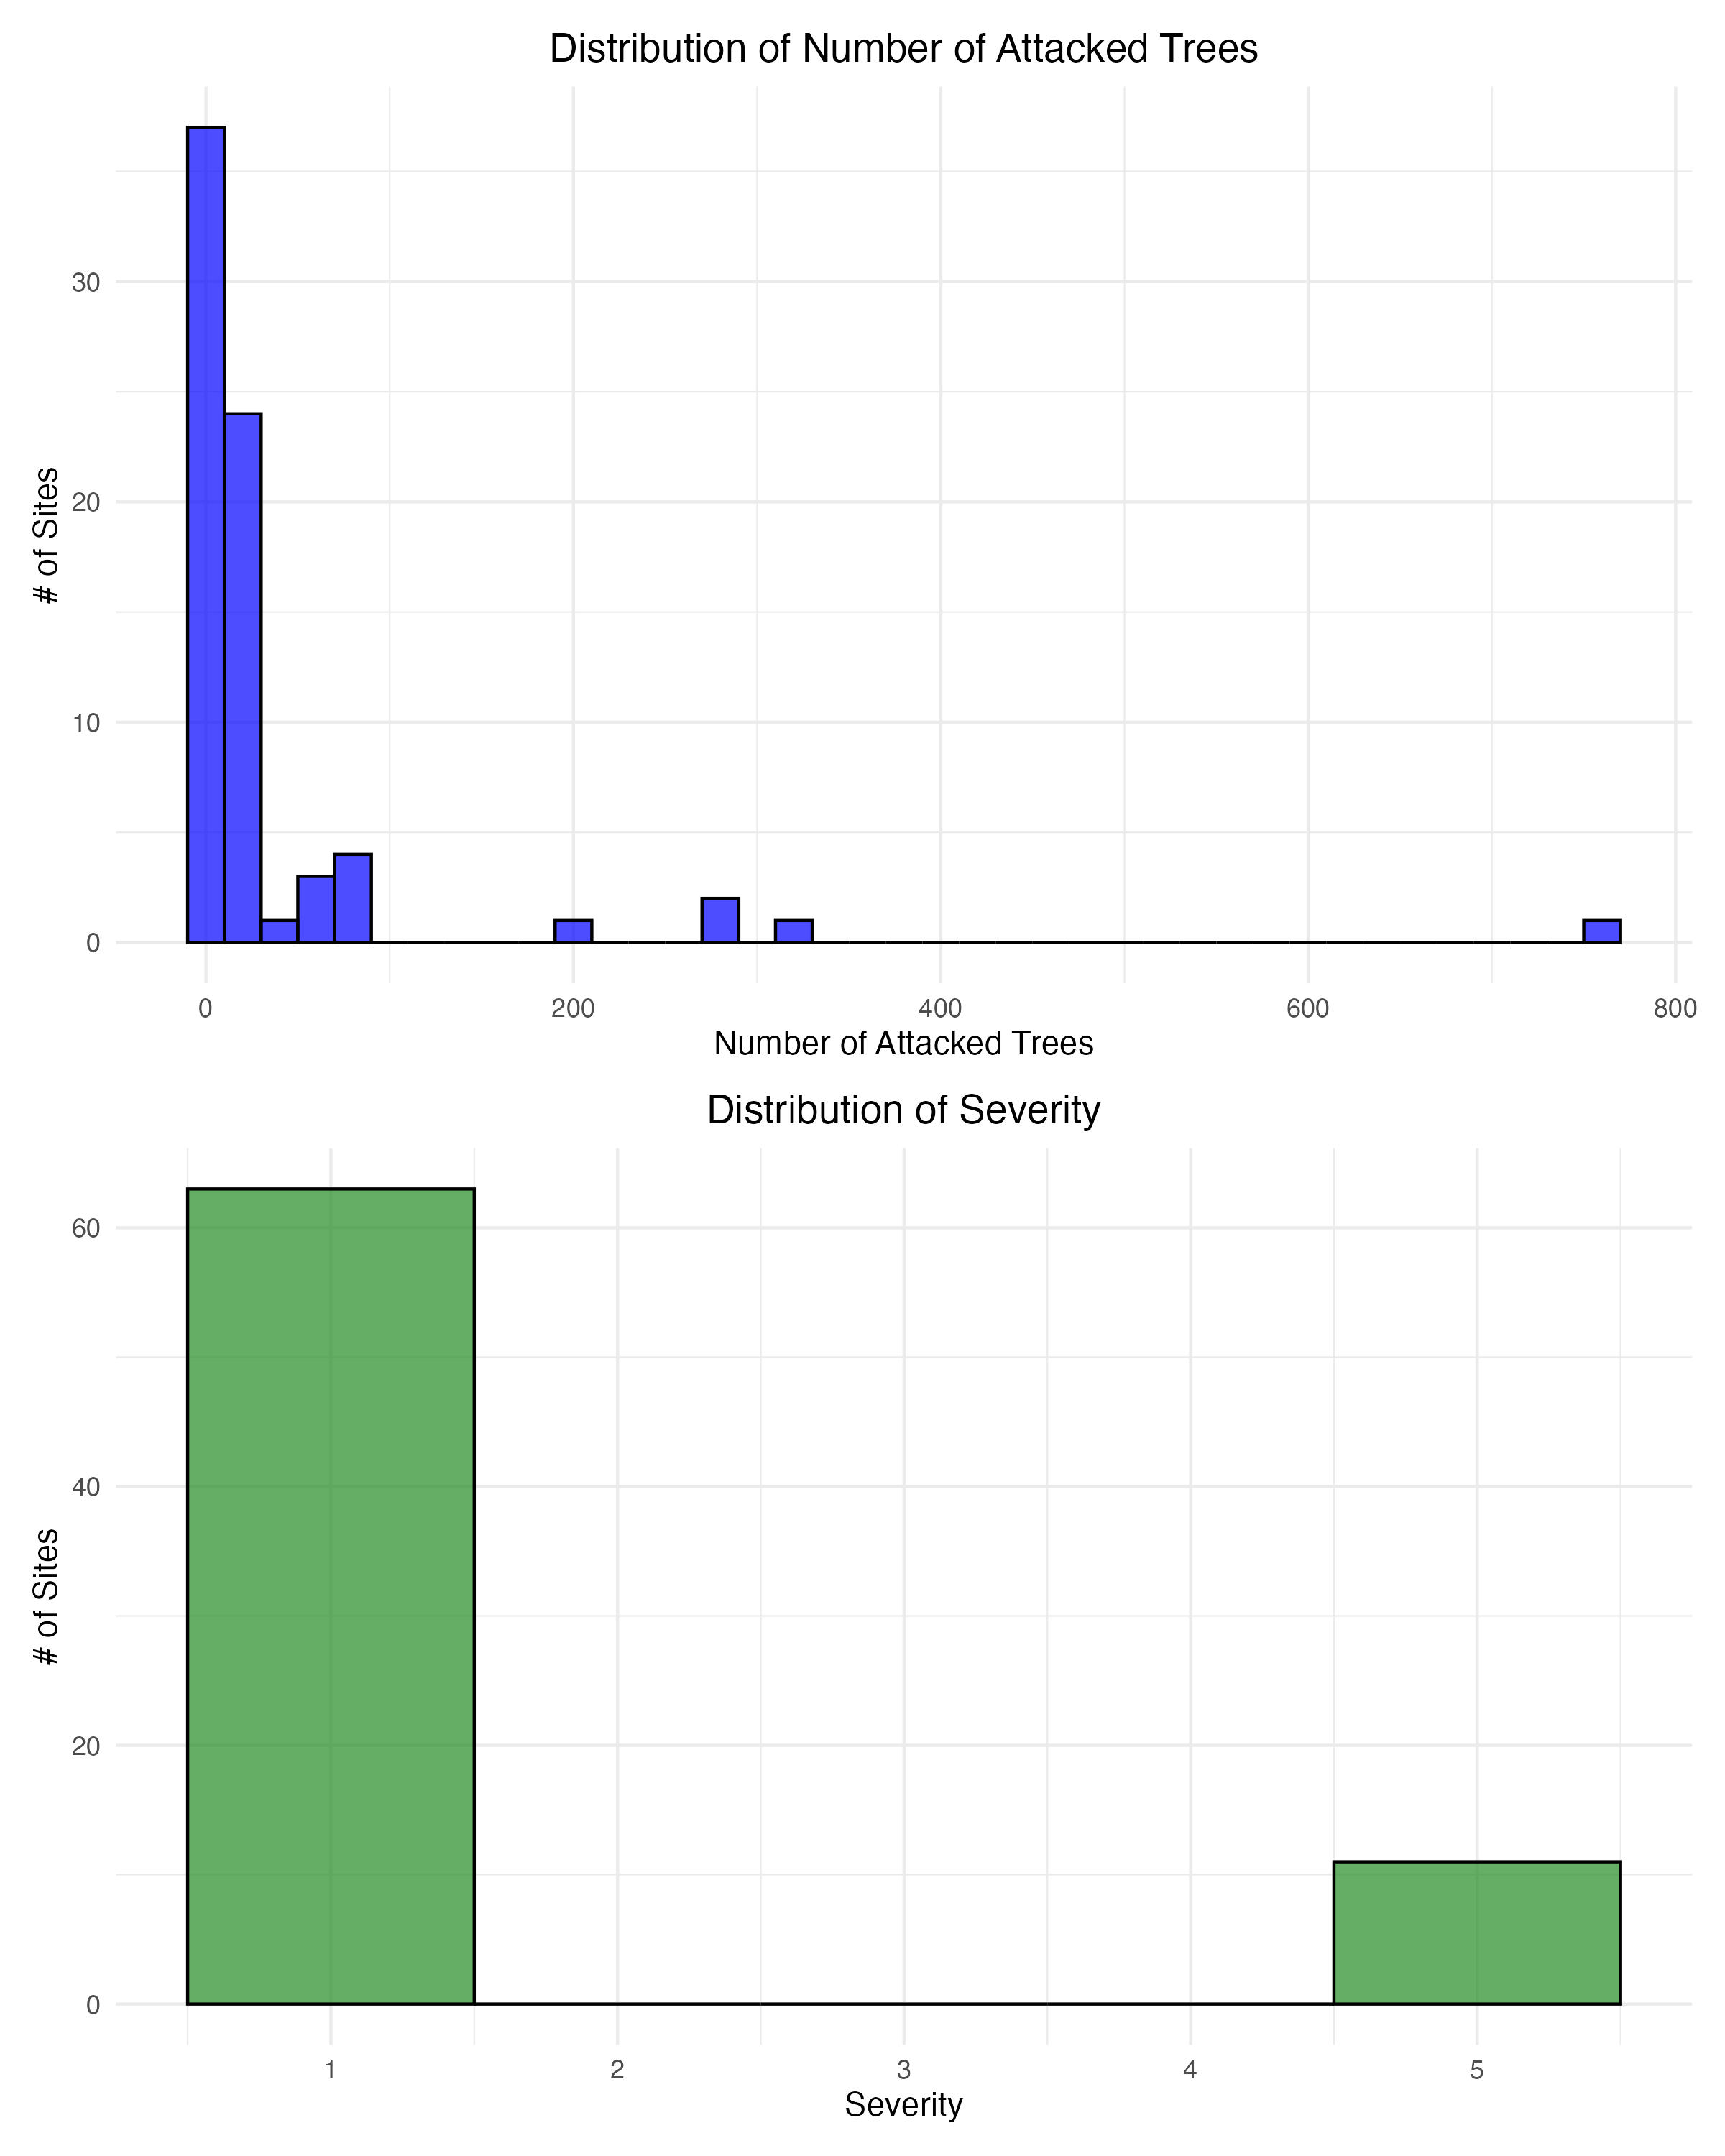 Distribution of Number of Attacked Trees
# of Sites
30
20
10
0
0 200 400 600 800
Number of Attacked Trees
Distribution of Severity
# of Sites
60
40
20
0
1 2 3 4 5
Severity